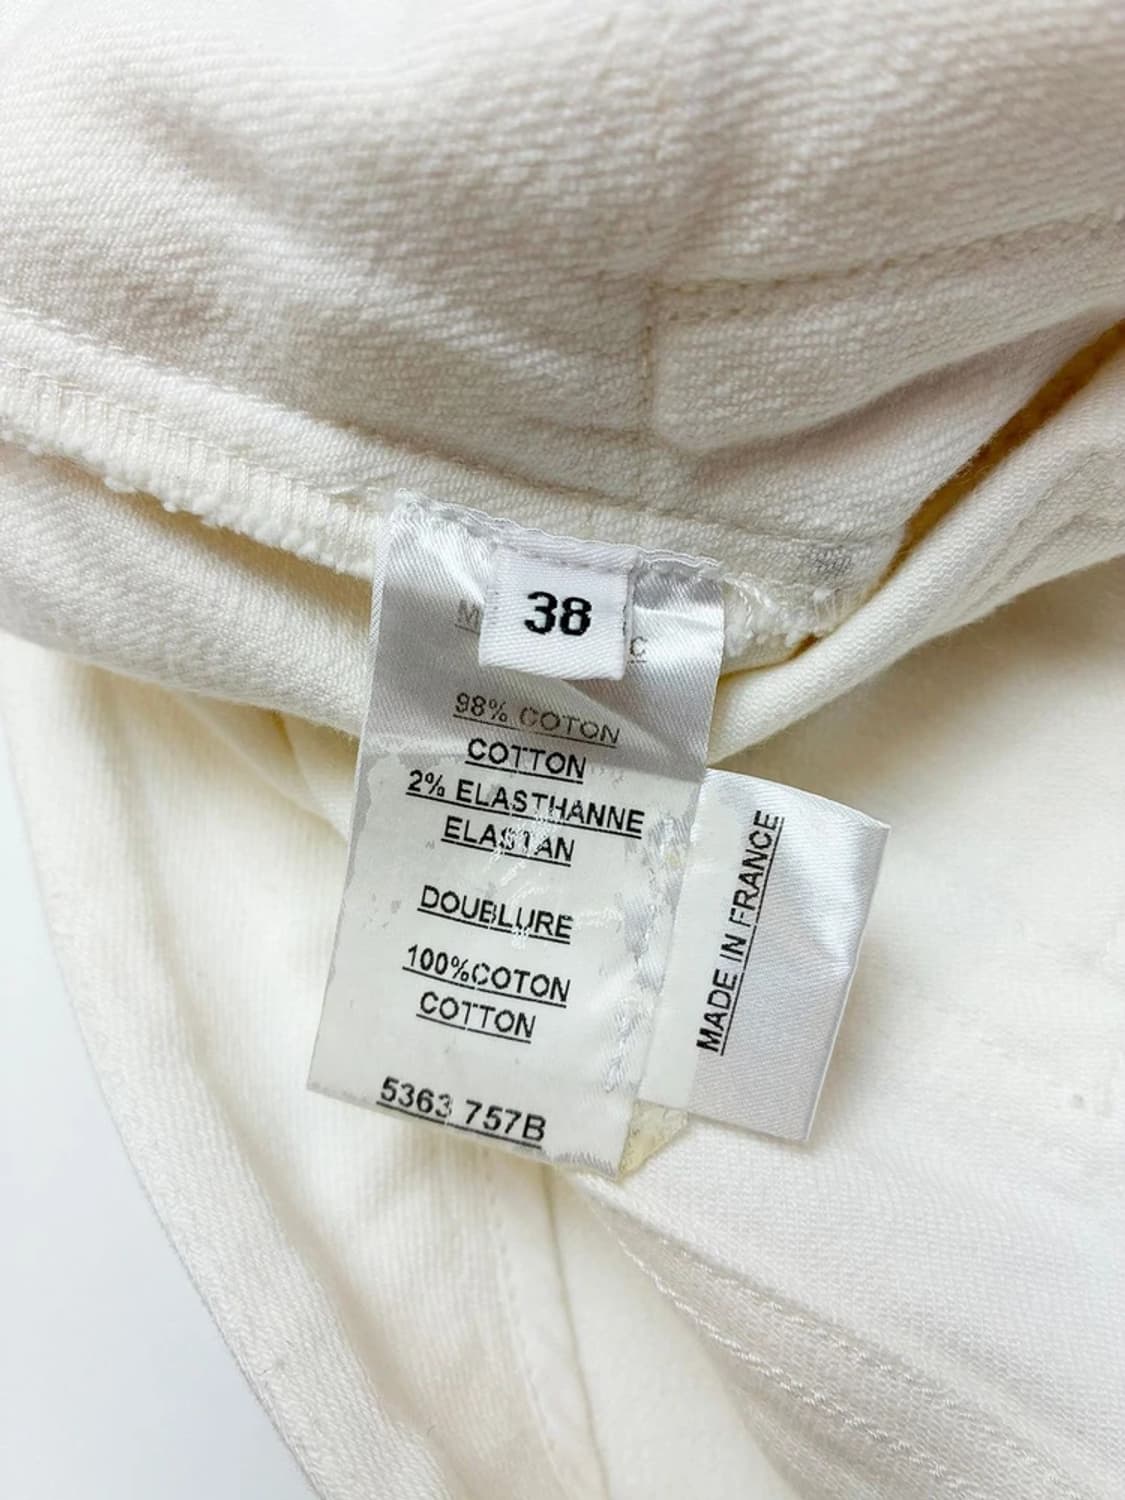 38
98% COTON
COTTON
2% ELASTHANNE
ELASTAN
DOUBLURE
100%COTON
COTTON
5363 757B
MADE IN FRANCE